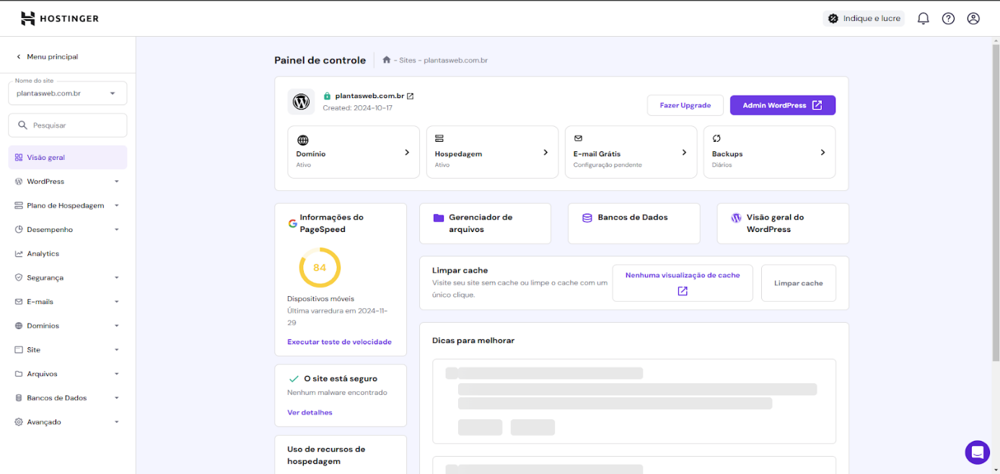 HOSTINGER
Indique e lucre
Menu principal
Nome do site
plantasweb.com.br
Pesquisar
Visão geral
WordPress
Plano de Hospedagem
Desempenho
Analytics
Segurança
E-mails
Domínios
Site
Arquivos
Bancos de Dados
Avançado
Painel de controle
- Sites - plantasweb.com.br
plantasweb.com.br
Created: 2024-10-17
Fazer Upgrade
Admin WordPress
Domínio
Ativo
Hospedagem
Ativo
E-mail Grátis
Configuração pendente
Backups
Diários
Informações do
PageSpeed
84
Dispositivos móveis
Última varredura em 2024-11-
29
Executar teste de velocidade
O site está seguro
Nenhum malware encontrado
Ver detalhes
Uso de recursos de
hospedagem
Gerenciador de
arquivos
Bancos de Dados
Visão geral do
WordPress
Limpar cache
Visite seu site sem cache ou limpe o cache com um
único clique.
Nenhuma visualização de cache
Limpar cache
Dicas para melhorar